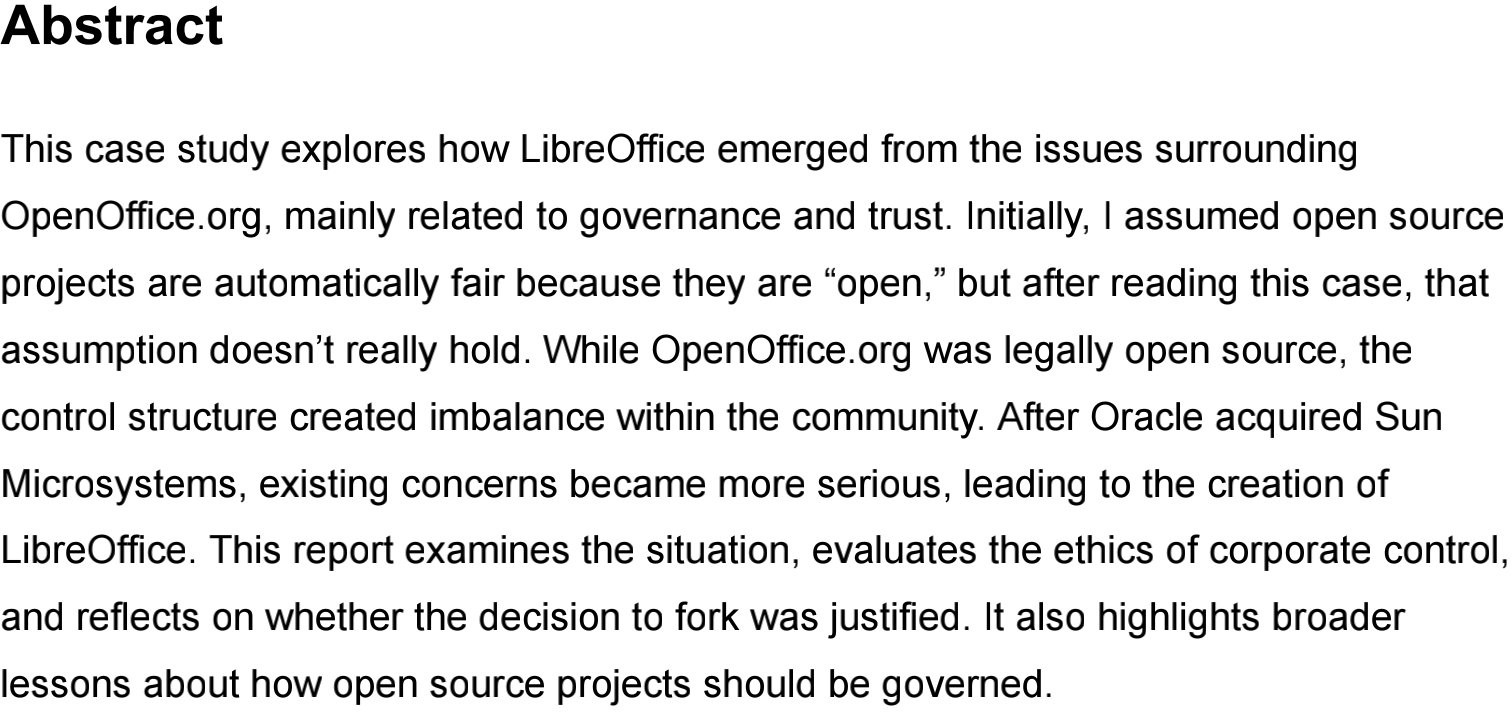 Abstract
This case study explores how LibreOffice emerged from the issues surrounding
OpenOffice.org, mainly related to governance and trust. Initially, I assumed open source
projects are automatically fair because they are “open,” but after reading this case, that
assumption doesn’t really hold. While OpenOffice.org was legally open source, the
control structure created imbalance within the community. After Oracle acquired Sun
Microsystems, existing concerns became more serious, leading to the creation of
LibreOffice. This report examines the situation, evaluates the ethics of corporate control,
and reflects on whether the decision to fork was justified. It also highlights broader
lessons about how open source projects should be governed.